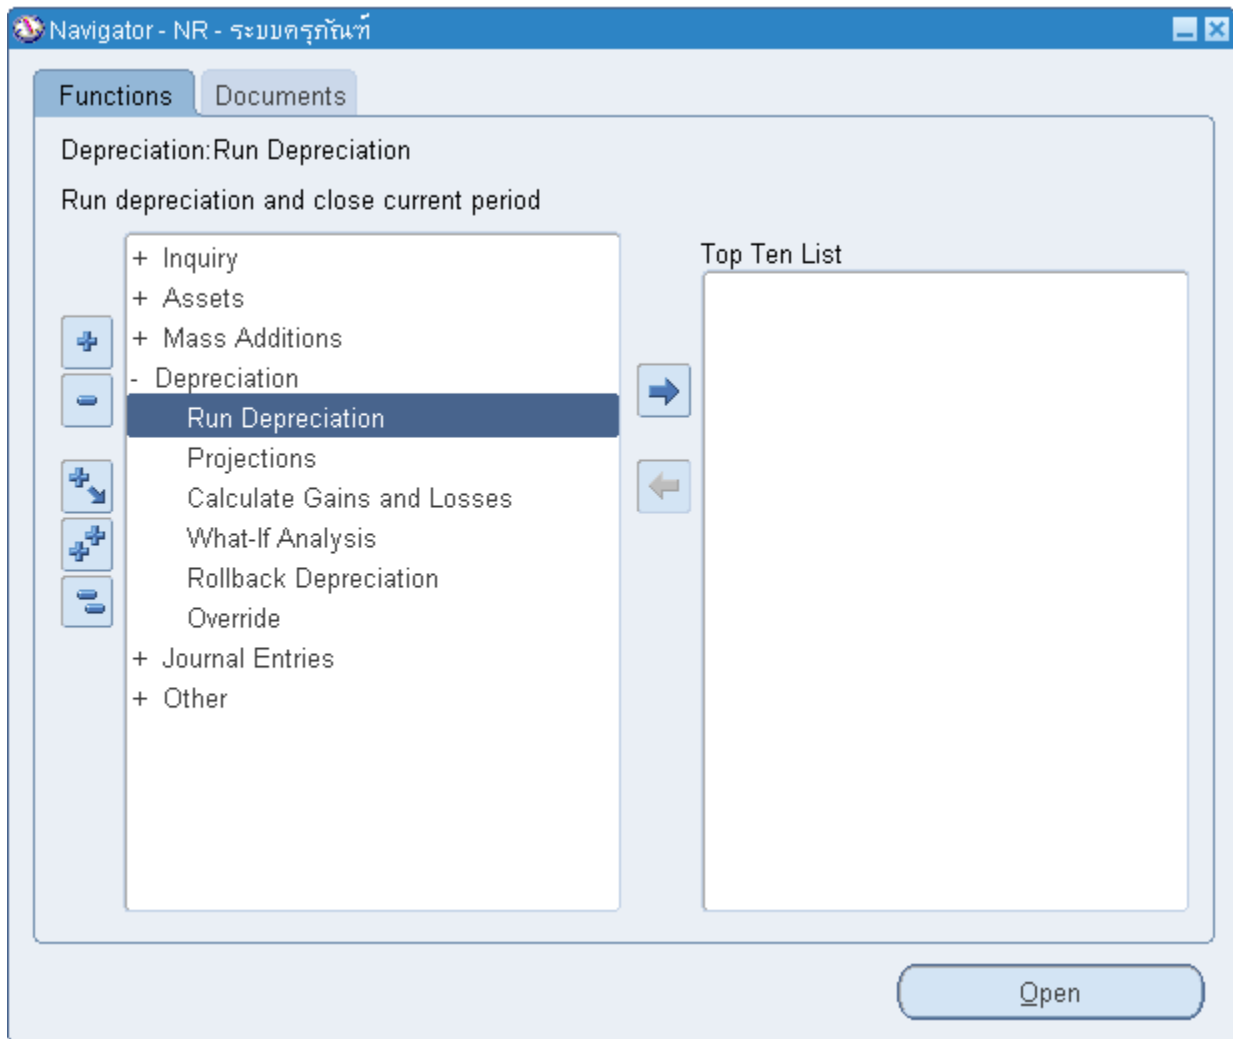 Navigator - NR - ระบบครุภัณฑ์
Functions
Documents
Depreciation:Run Depreciation
Run depreciation and close current period
+ Inquiry
+ Assets
+ Mass Additions
- Depreciation
Run Depreciation
Projections
Calculate Gains and Losses
What-If Analysis
Rollback Depreciation
Override
+ Journal Entries
+ Other
Top Ten List
Open